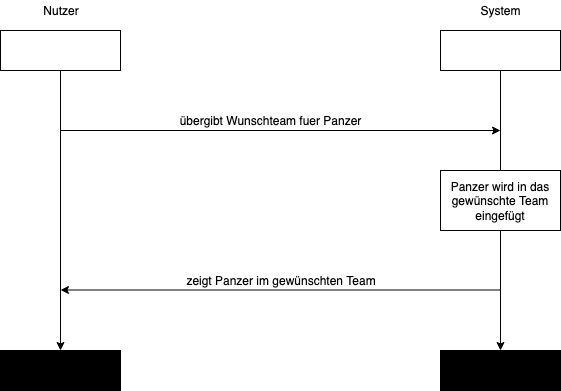 Nutzer
System
übergibt Wunschteam fuer Panzer
Panzer wird in das
gewünschte Team
eingefügt
zeigt Panzer im gewünschten Team